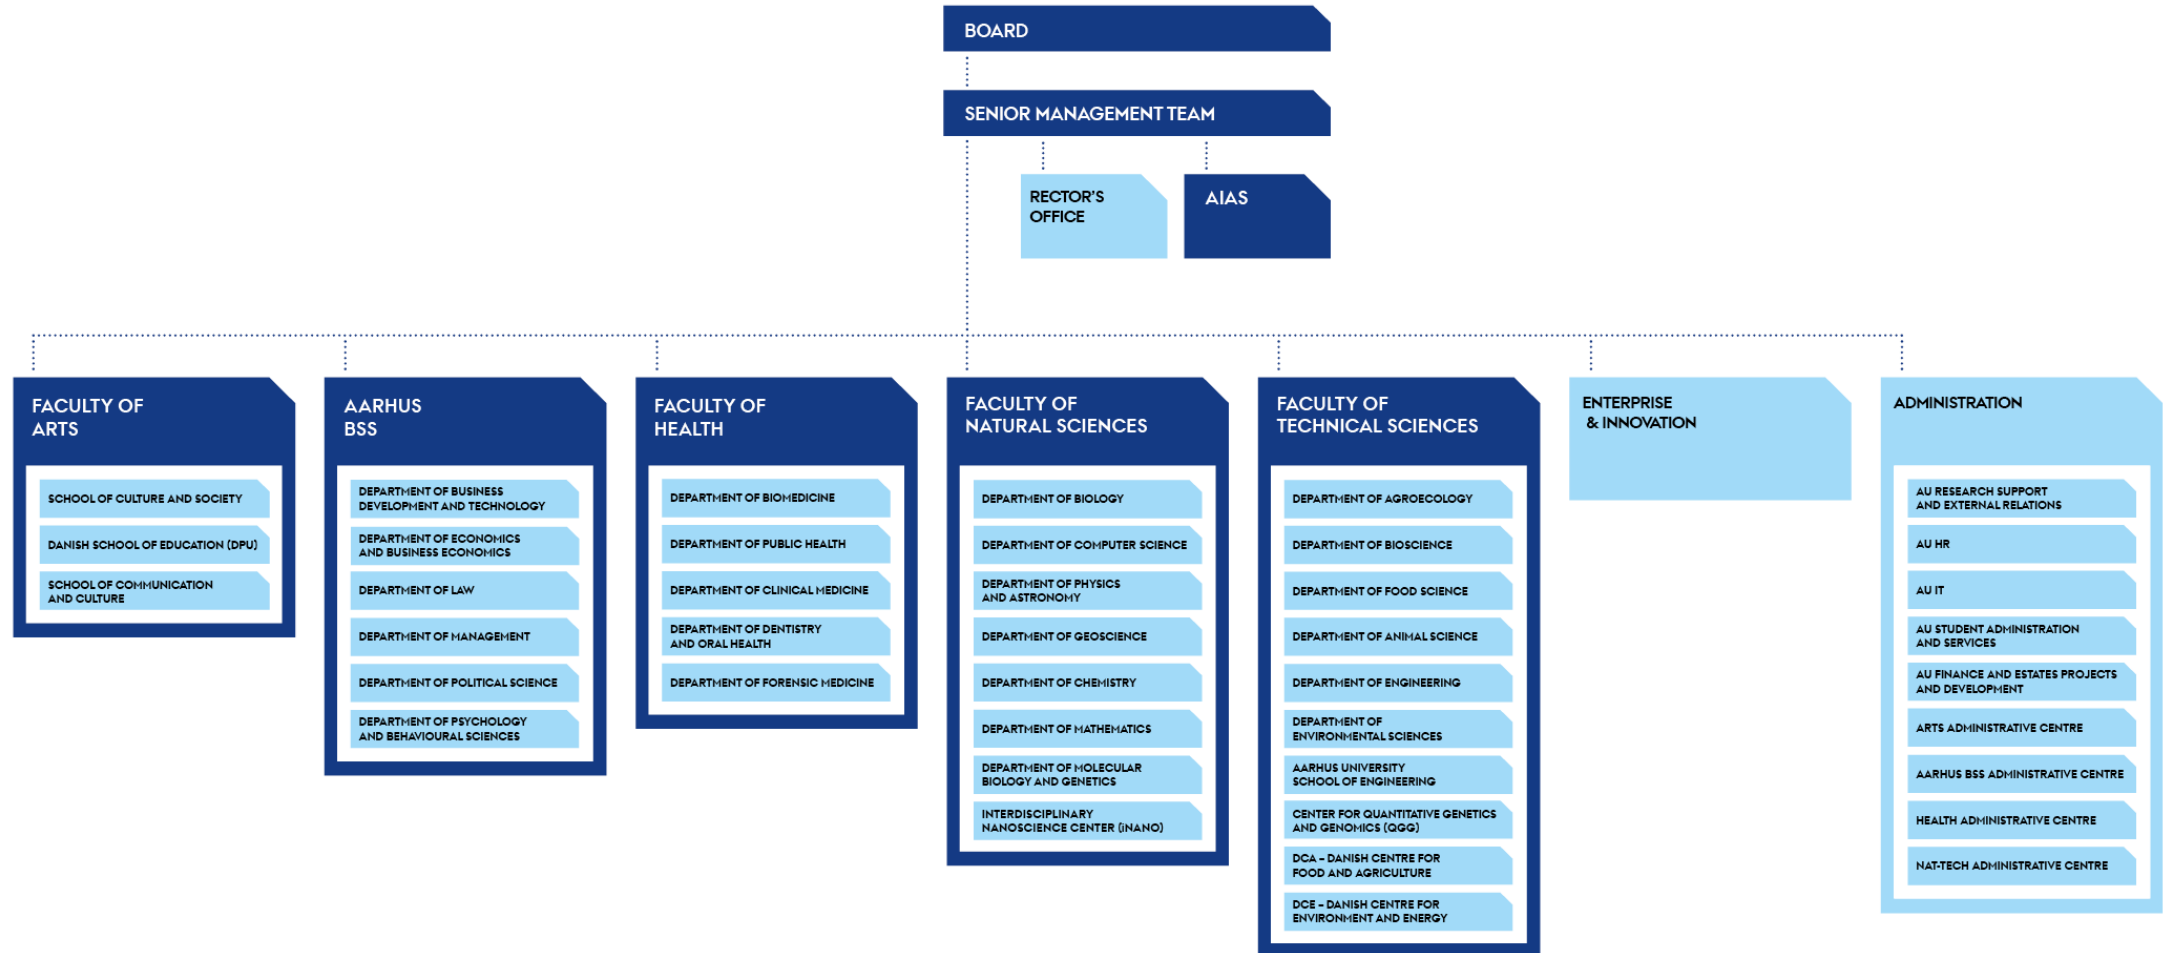 BOARD
SENIOR MANAGEMENT TEAM
RECTOR'S
OFFICE
AIAS
FACULTY OF
ARTS
SCHOOL OF CULTURE AND SOCIETY
DANISH SCHOOL OF EDUCATION (DPU)
SCHOOL OF COMMUNICATION
AND CULTURE
AARHUS
BSS
DEPARTMENT OF BUSINESS
DEVELOPMENT AND TECHNOLOGY
DEPARTMENT OF ECONOMICS
AND BUSINESS ECONOMICS
DEPARTMENT OF LAW
DEPARTMENT OF MANAGEMENT
DEPARTMENT OF POLITICAL SCIENCE
DEPARTMENT OF PSYCHOLOGY
AND BEHAVIOURAL SCIENCES
FACULTY OF
HEALTH
DEPARTMENT OF BIOMEDICINE
DEPARTMENT OF PUBLIC HEALTH
DEPARTMENT OF CLINICAL MEDICINE
DEPARTMENT OF DENTISTRY
AND ORAL HEALTH
DEPARTMENT OF FORENSIC MEDICINE
FACULTY OF
NATURAL SCIENCES
DEPARTMENT OF BIOLOGY
DEPARTMENT OF COMPUTER SCIENCE
DEPARTMENT OF PHYSICS
AND ASTRONOMY
DEPARTMENT OF GEOSCIENCE
DEPARTMENT OF CHEMISTRY
DEPARTMENT OF MATHEMATICS
DEPARTMENT OF MOLECULAR
BIOLOGY AND GENETICS
INTERDISCIPLINARY
NANOSCIENCE CENTER (iNANO)
FACULTY OF
TECHNICAL SCIENCES
DEPARTMENT OF AGROECOLOGY
DEPARTMENT OF BIOSCIENCE
DEPARTMENT OF FOOD SCIENCE
DEPARTMENT OF ANIMAL SCIENCE
DEPARTMENT OF ENGINEERING
DEPARTMENT OF
ENVIRONMENTAL SCIENCES
AARHUS UNIVERSITY
SCHOOL OF ENGINEERING
CENTER FOR QUANTITATIVE GENETICS
AND GENOMICS (QGG)
DCA – DANISH CENTRE FOR
FOOD AND AGRICULTURE
DCE – DANISH CENTRE FOR
ENVIRONMENT AND ENERGY
ENTERPRISE
& INNOVATION
ADMINISTRATION
AU RESEARCH SUPPORT
AND EXTERNAL RELATIONS
AU HR
AU IT
AU STUDENT ADMINISTRATION
AND SERVICES
AU FINANCE AND ESTATES PROJECTS
AND DEVELOPMENT
ARTS ADMINISTRATIVE CENTRE
AARHUS BSS ADMINISTRATIVE CENTRE
HEALTH ADMINISTRATIVE CENTRE
NAT-TECH ADMINISTRATIVE CENTRE